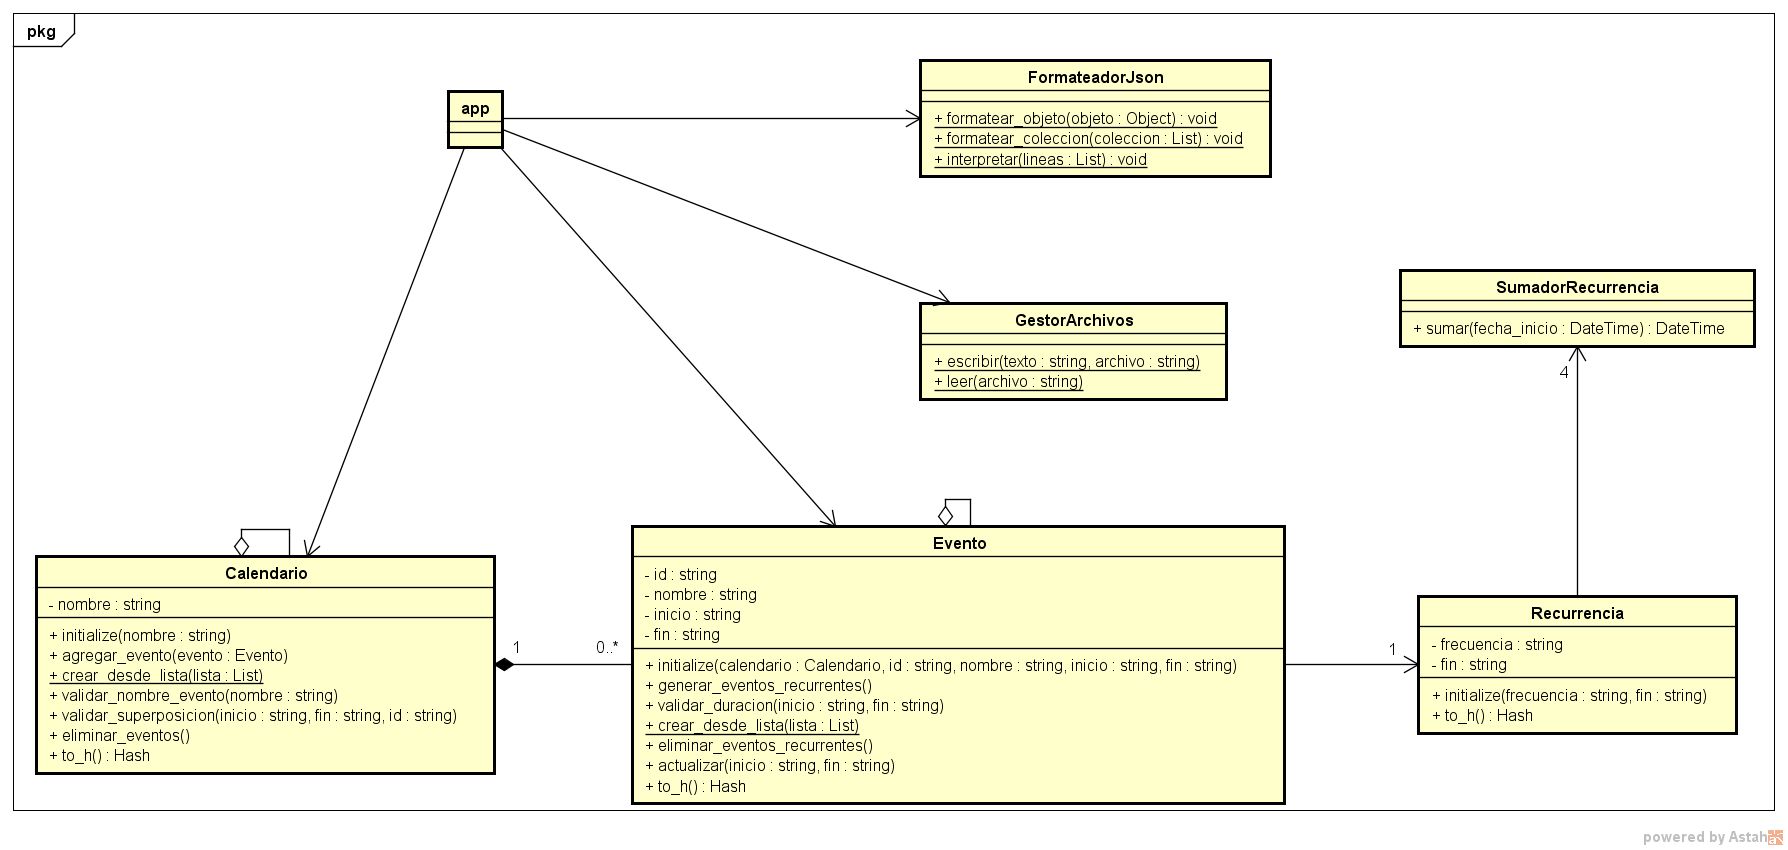 pkg
app
FormateadorJson
+ formatear_objeto(objeto : Object) : void
+ formatear_coleccion(coleccion : List) : void
+ interpretar(lineas : List) : void
GestorArchivos
+ escribir(texto : string, archivo : string)
+ leer(archivo : string)
SumadorRecurrencia
+ sumar(fecha_inicio : DateTime) : DateTime
4
Calendario
- nombre : string
+ initialize(nombre : string)
+ agregar_evento(evento : Evento)
+ crear_desde_lista(lista : List)
+ validar_nombre_evento(nombre : string)
+ validar_superposicion(inicio : string, fin : string, id : string)
+ eliminar_eventos()
+ to_h() : Hash
1
0..*
Evento
- id : string
- nombre : string
- inicio : string
- fin : string
+ initialize(calendario : Calendario, id : string, nombre : string, inicio : string, fin : string)
+ generar_eventos_recurrentes()
+ validar_duracion(inicio : string, fin : string)
+ crear_desde_lista(lista : List)
+ eliminar_eventos_recurrentes()
+ actualizar(inicio : string, fin : string)
+ to_h() : Hash
1
Recurrencia
- frecuencia : string
- fin : string
+ initialize(frecuencia : string, fin : string)
+ to_h() : Hash
powered by Astah